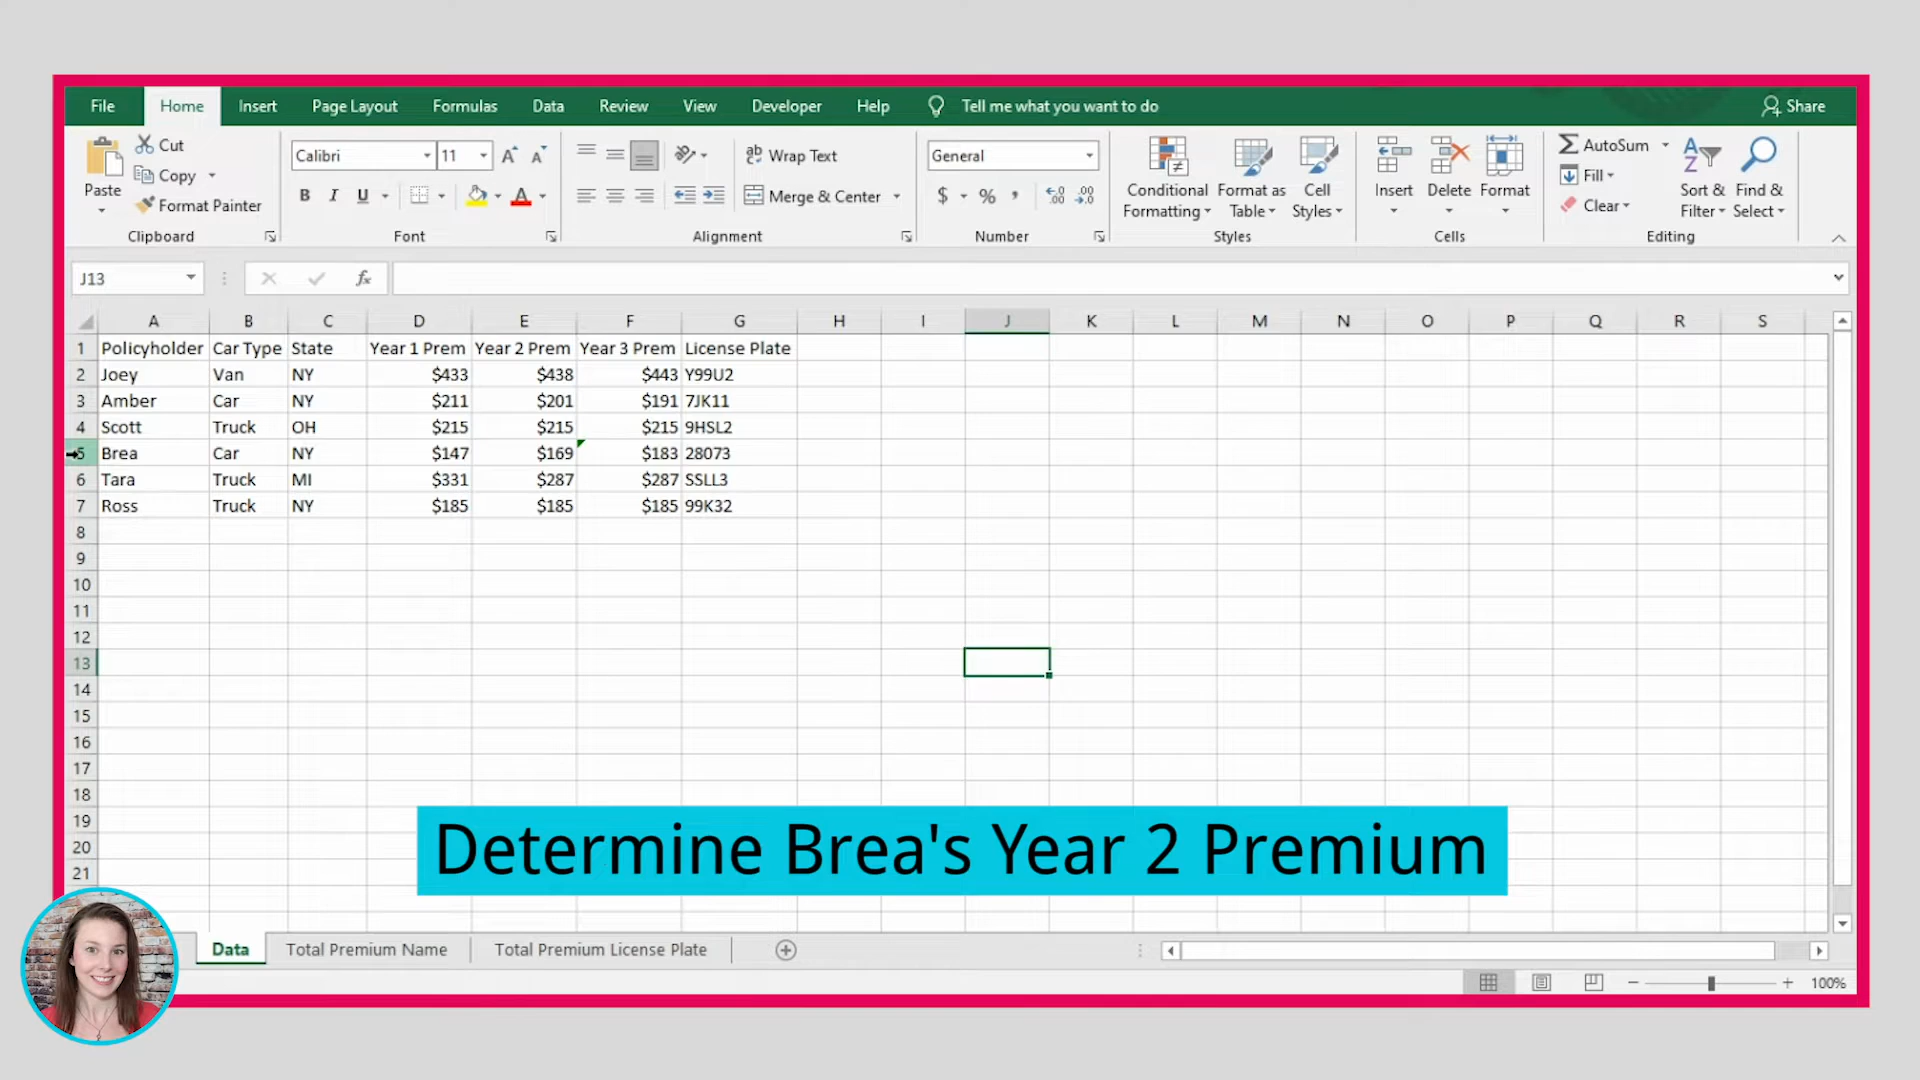 File Home Insert Page Layout Formulas Data Review View Developer Help Tell me what you want to do Share
Paste Cut Copy Format Painter Clipboard
Calibri 11 B I U A Font
Wrap Text Merge & Center Alignment
General $ % , Number
Conditional Formatting Format as Table Cell Styles Styles
Insert Delete Format Cells
AutoSum Fill Clear Sort & Filter Find & Select Editing
J13 fx
A B C D E F G H I J K L M N O P Q R S
1 Policyholder Car Type State Year 1 Prem Year 2 Prem Year 3 Prem License Plate
2 Joey Van NY $433 $438 $443 Y99U2
3 Amber Car NY $211 $201 $191 7JK11
4 Scott Truck OH $215 $215 $215 9HSL2
5 Brea Car NY $147 $169 $183 28073
6 Tara Truck MI $331 $287 $287 SSLL3
7 Ross Truck NY $185 $185 $185 99K32
8
9
10
11
12
13
14
15
16
17
18
19
20
21
Determine Brea's Year 2 Premium
Data Total Premium Name Total Premium License Plate
100%